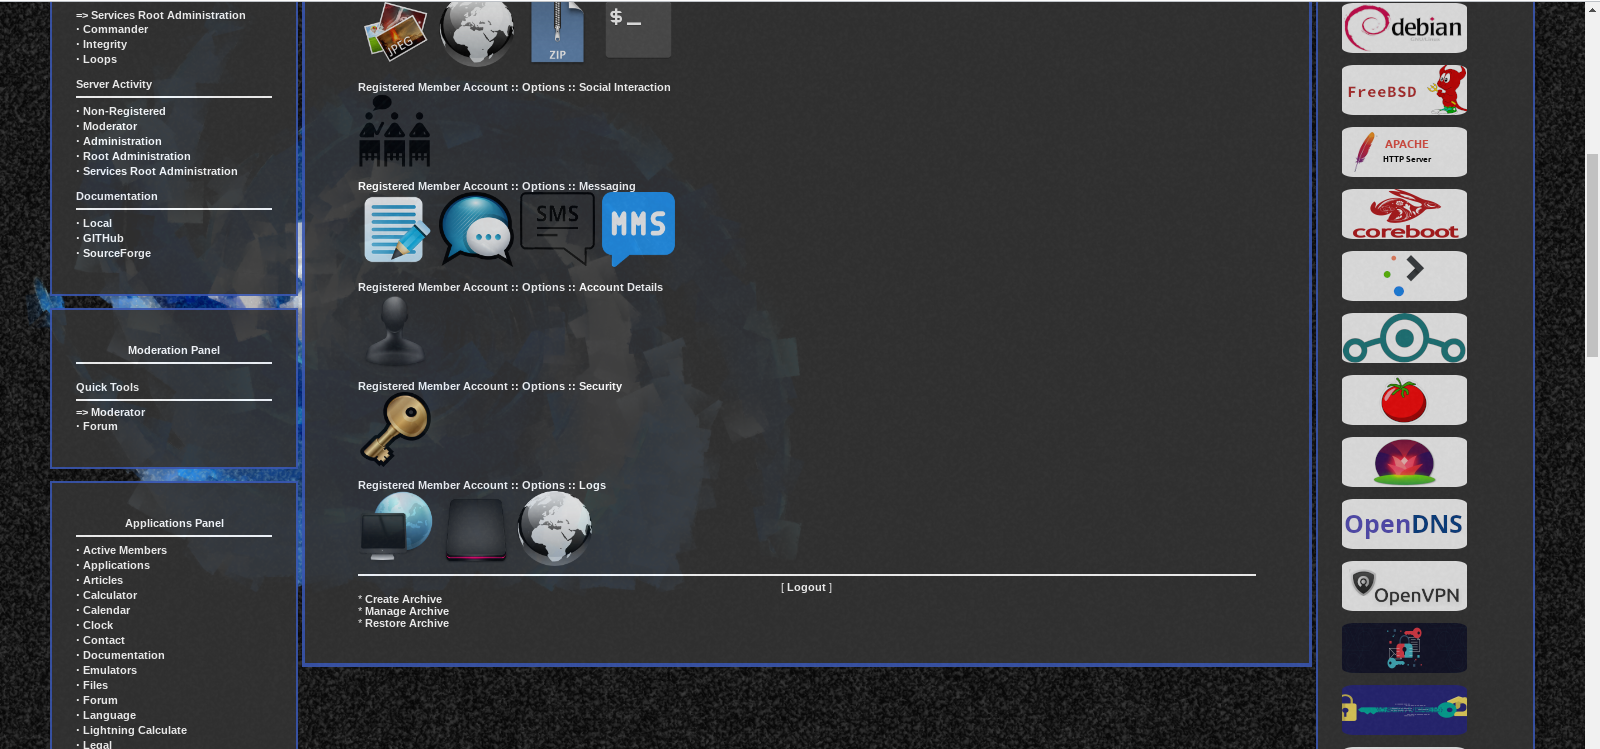 => Services Root Administration
· Commander
· Integrity
· Loops
Server Activity
· Non-Registered
· Moderator
· Administration
· Root Administration
· Services Root Administration
Documentation
· Local
· GITHub
· SourceForge
Moderation Panel
Quick Tools
=> Moderator
· Forum
Applications Panel
· Active Members
· Applications
· Articles
· Calculator
· Calendar
· Clock
· Contact
· Documentation
· Emulators
· Files
· Forum
· Language
· Lightning Calculate
· Legal
JPEG
ZIP
$_
Registered Member Account :: Options :: Social Interaction
Registered Member Account :: Options :: Messaging
SMS
MMS
Registered Member Account :: Options :: Account Details
Registered Member Account :: Options :: Security
Registered Member Account :: Options :: Logs
[ Logout ]
* Create Archive
* Manage Archive
* Restore Archive
debian
FreeBSD
APACHE
HTTP Server
coreboot
OpenDNS
OpenVPN